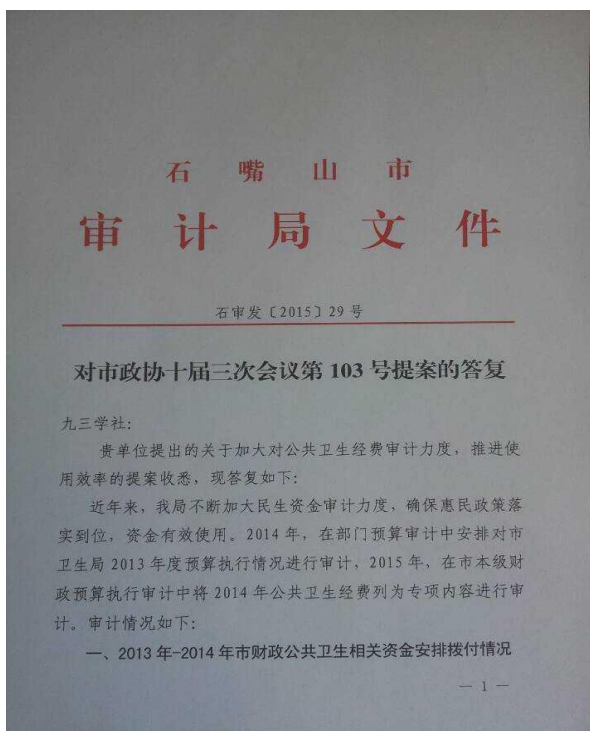 石嘴山市
审计局文件
石审发〔2015〕29号
对市政协十届三次会议第103号提案的答复
九三学社:
贵单位提出的关于加大对公共卫生经费审计力度，推进使
用效率的提案收悉，现答复如下:
近年来，我局不断加大民生资金审计力度，确保惠民政策落
实到位，资金有效使用。2014年，在部门预算审计中安排对市
卫生局2013年度预算执行情况进行审计，2015年，在市本级财
政预算执行审计中将2014年公共卫生经费列为专项内容进行审
计。审计情况如下:
一、2013年-2014年市财政公共卫生相关资金安排拨付情况
— 1 —